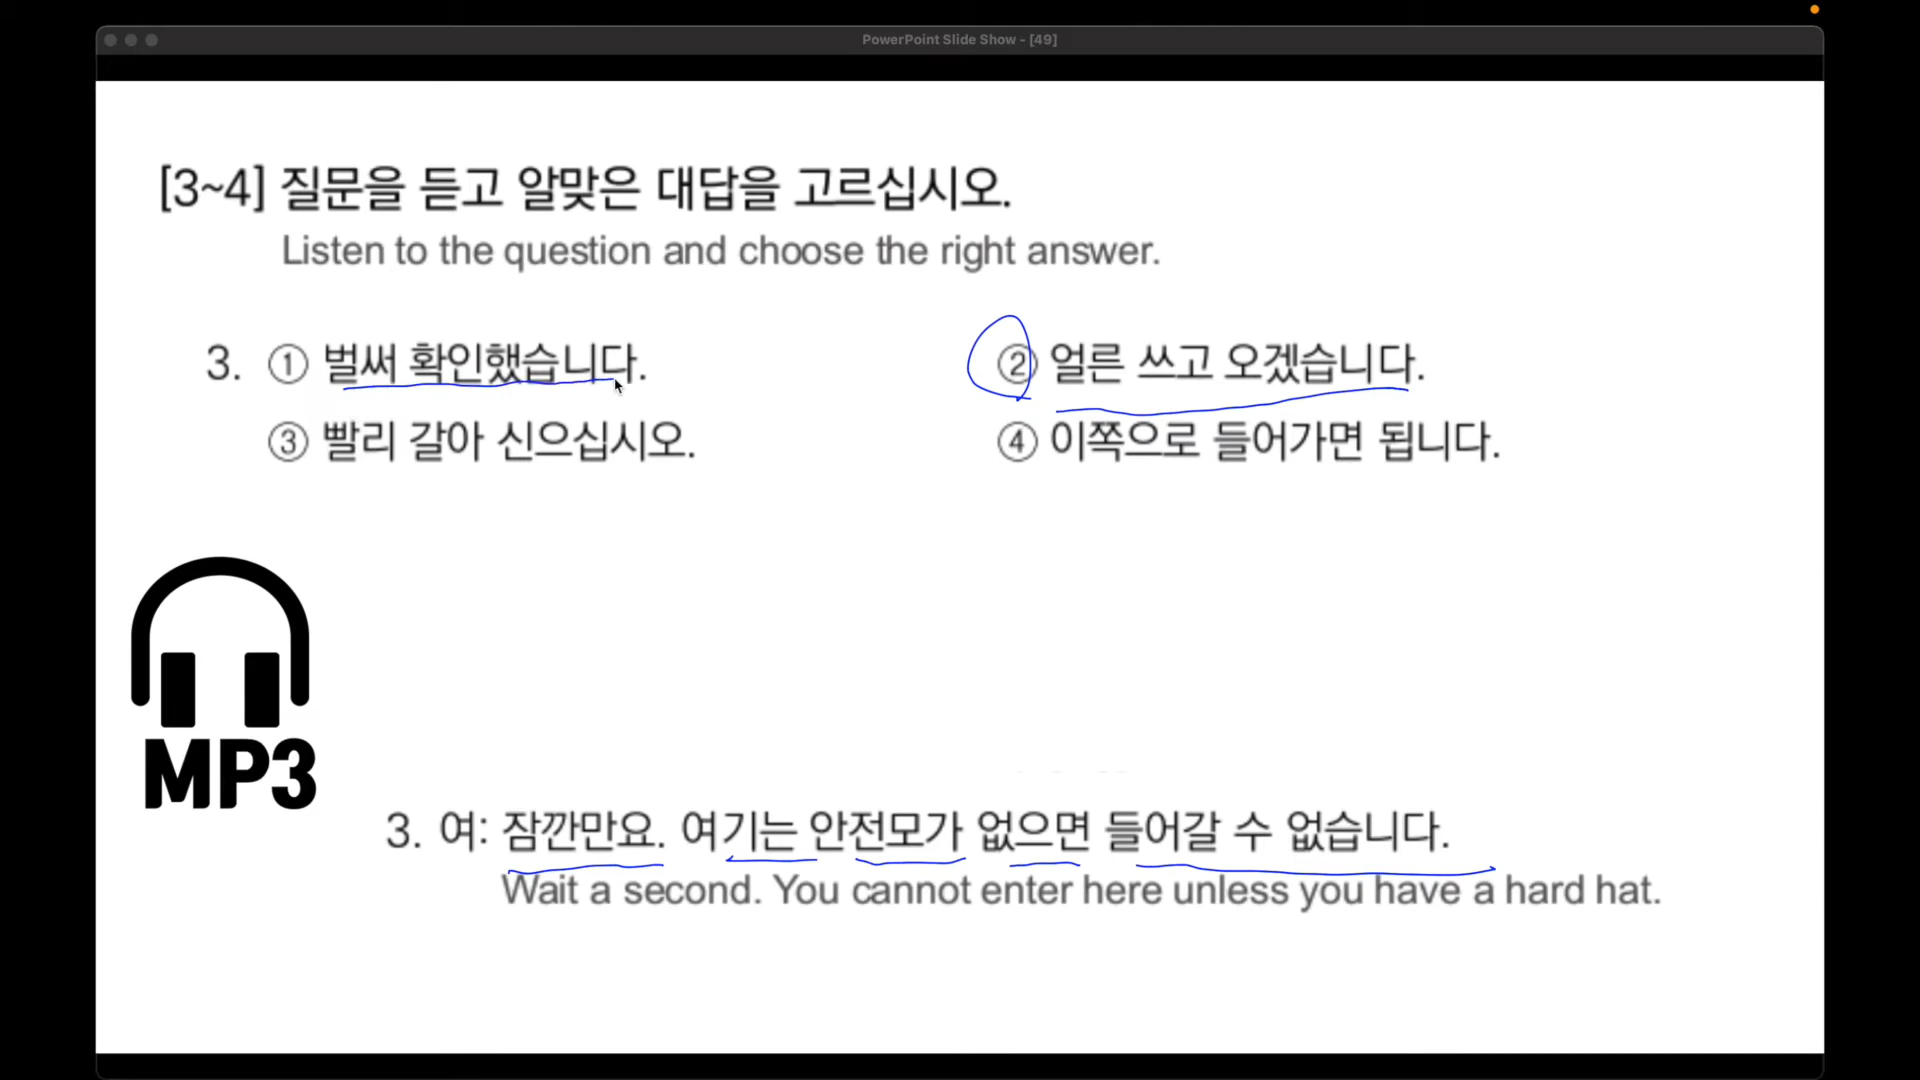 PowerPoint Slide Show - [49]
[3~4] 질문을 듣고 알맞은 대답을 고르십시오.
Listen to the question and choose the right answer.
3. ① 벌써 확인했습니다. ② 얼른 쓰고 오겠습니다.
③ 빨리 갈아 신으십시오. ④ 이쪽으로 들어가면 됩니다.
MP3
3. 여: 잠깐만요. 여기는 안전모가 없으면 들어갈 수 없습니다.
Wait a second. You cannot enter here unless you have a hard hat.